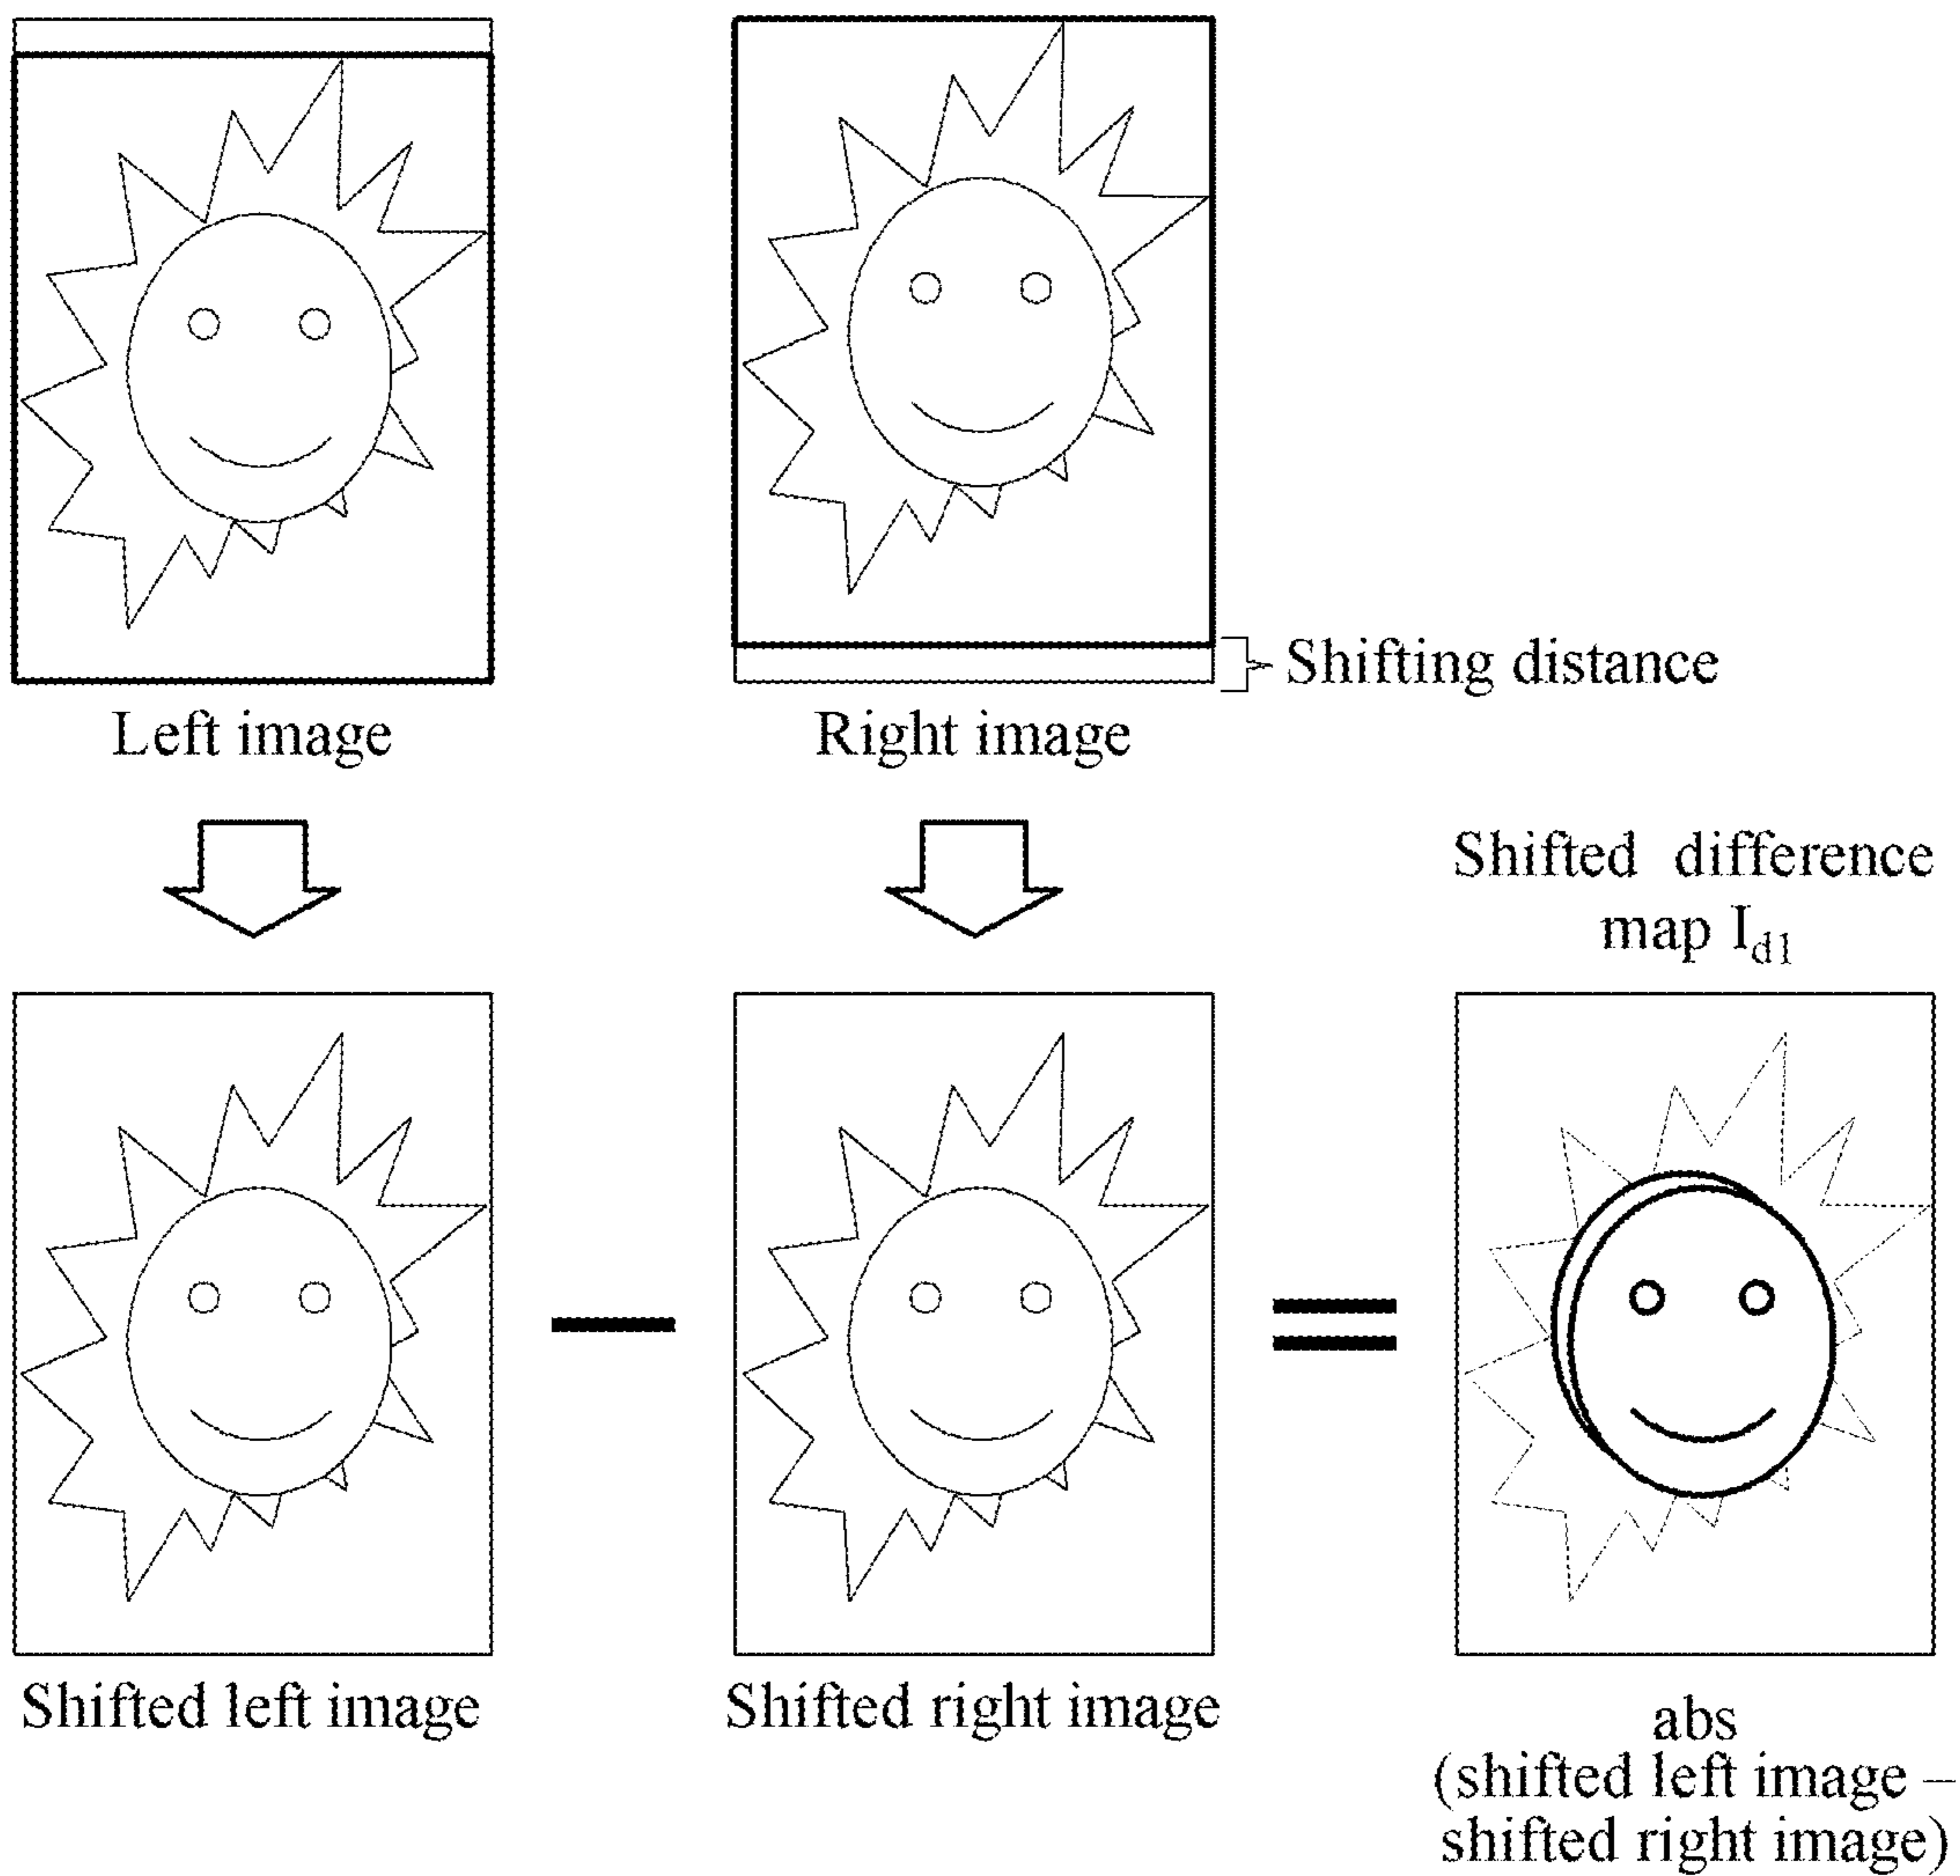 Shifting distance
Left image
Right image
Shifted difference
map I_d1
Shifted left image
Shifted right image
abs
(shifted left image –
shifted right image)